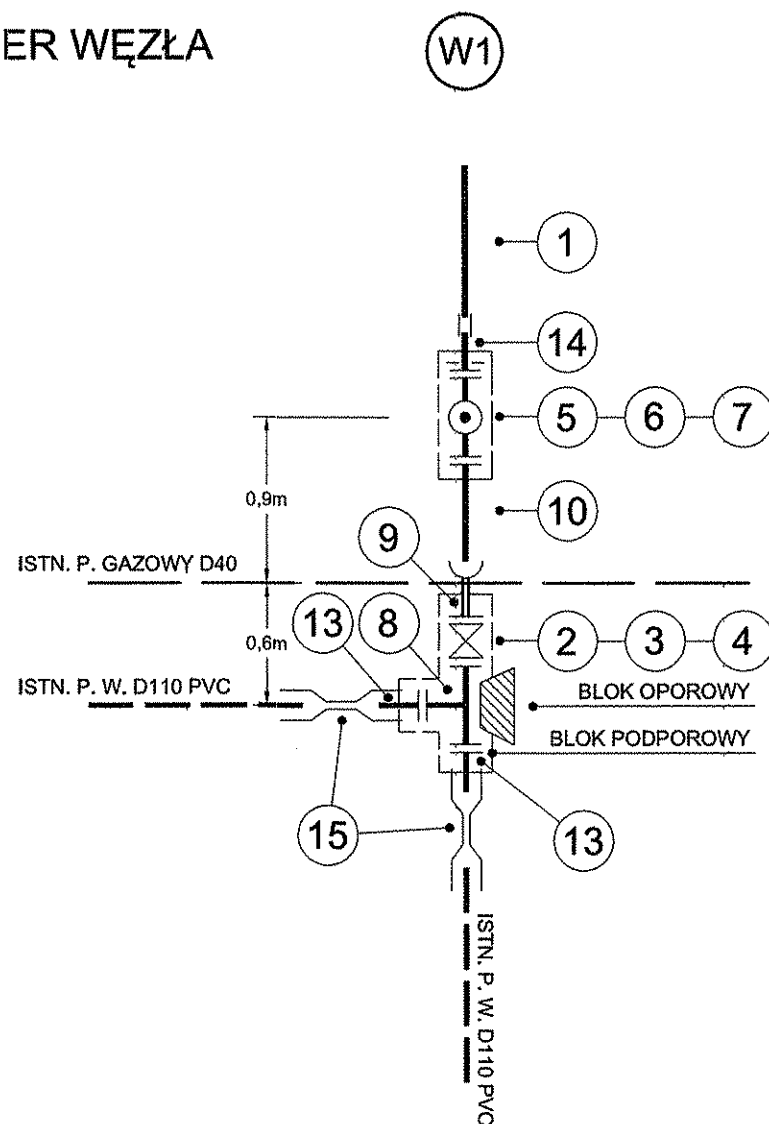 ER WĘZŁA
W1
1
14
5 6 7
0,9m
10
9
ISTN. P. GAZOWY D40
13 8
0,6m
2 3 4
ISTN. P. W. D110 PVC
BLOK OPOROWY
BLOK PODPOROWY
15
13
ISTN. P. W. D110 PVC